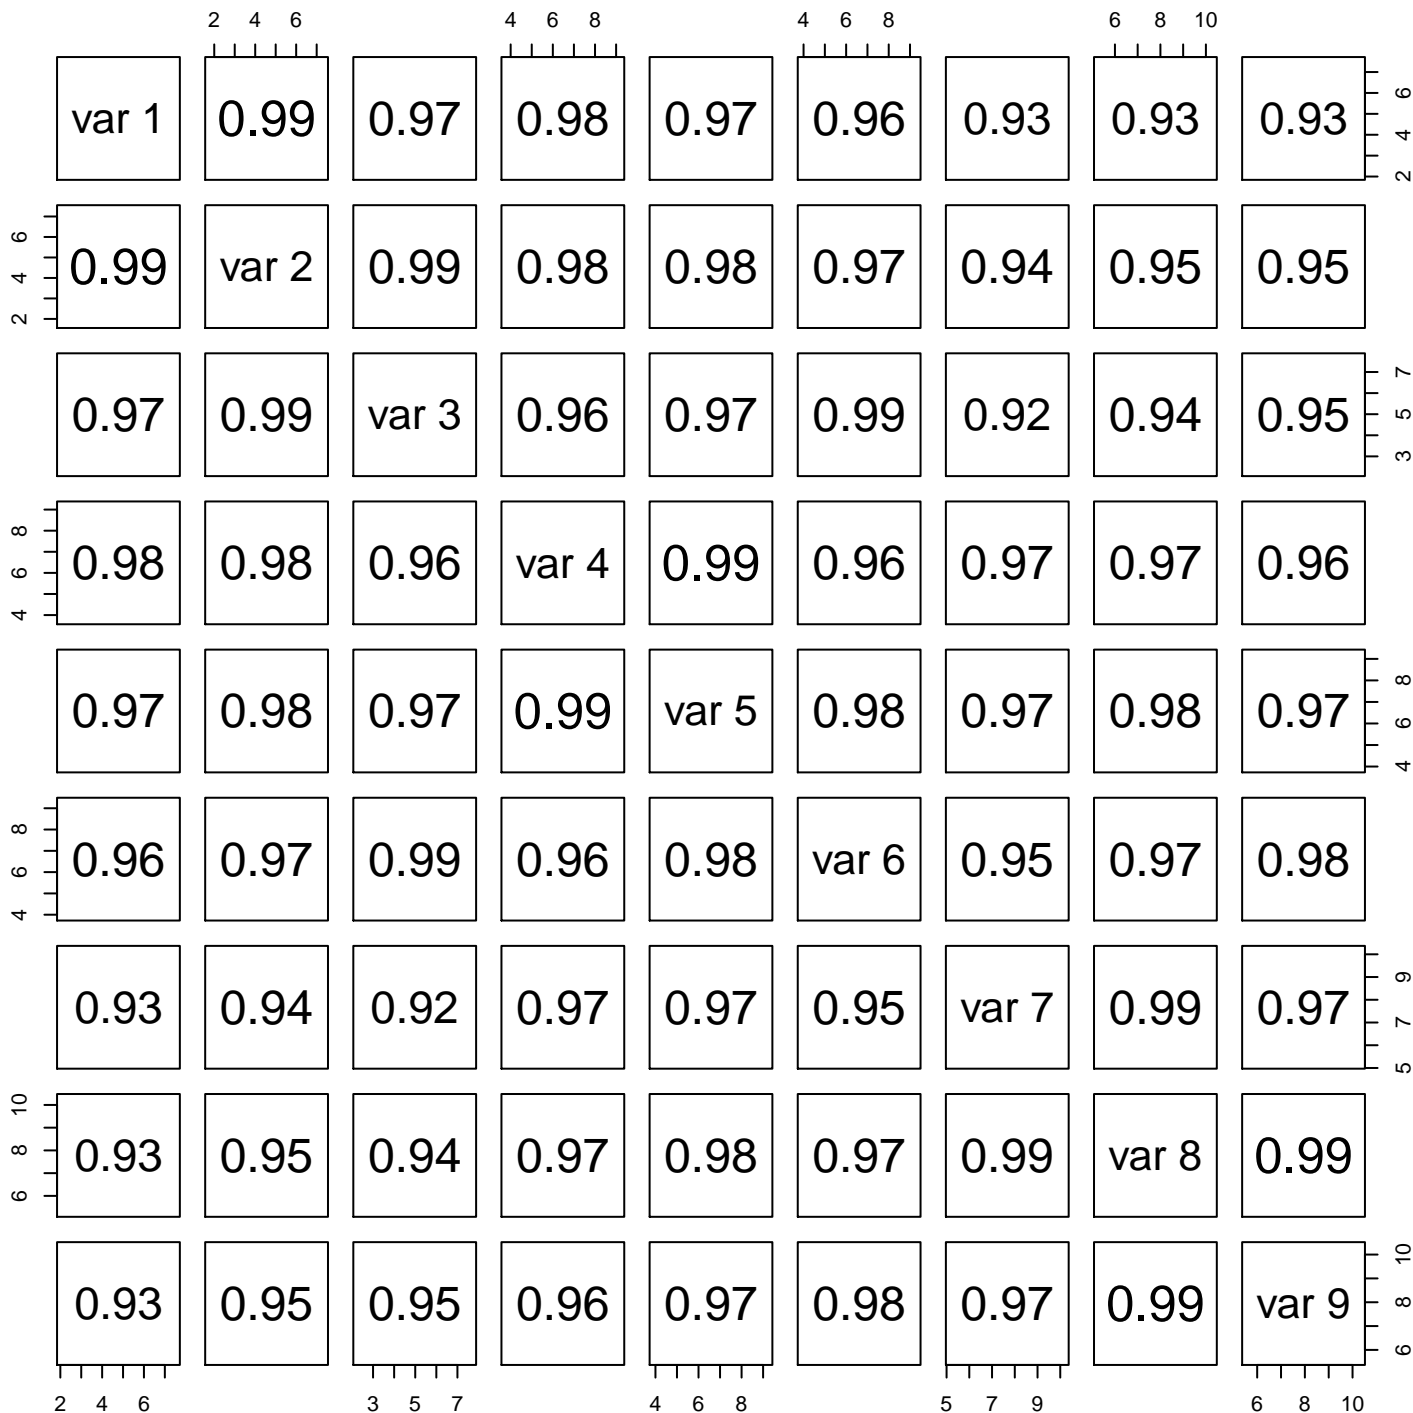 2 4 6 4 6 8 4 6 8 6 8 10
var 1 0.99 0.97 0.98 0.97 0.96 0.93 0.93 0.93 2 4 6
2 4 6 0.99 var 2 0.99 0.98 0.98 0.97 0.94 0.95 0.95
0.97 0.99 var 3 0.96 0.97 0.99 0.92 0.94 0.95 3 5 7
4 6 8 0.98 0.98 0.96 var 4 0.99 0.96 0.97 0.97 0.96
0.97 0.98 0.97 0.99 var 5 0.98 0.97 0.98 0.97 4 6 8
4 6 8 0.96 0.97 0.99 0.96 0.98 var 6 0.95 0.97 0.98
0.93 0.94 0.92 0.97 0.97 0.95 var 7 0.99 0.97 5 7 9
6 8 10 0.93 0.95 0.94 0.97 0.98 0.97 0.99 var 8 0.99
0.93 0.95 0.95 0.96 0.97 0.98 0.97 0.99 var 9 6 8 10
2 4 6 3 5 7 4 6 8 5 7 9 6 8 10